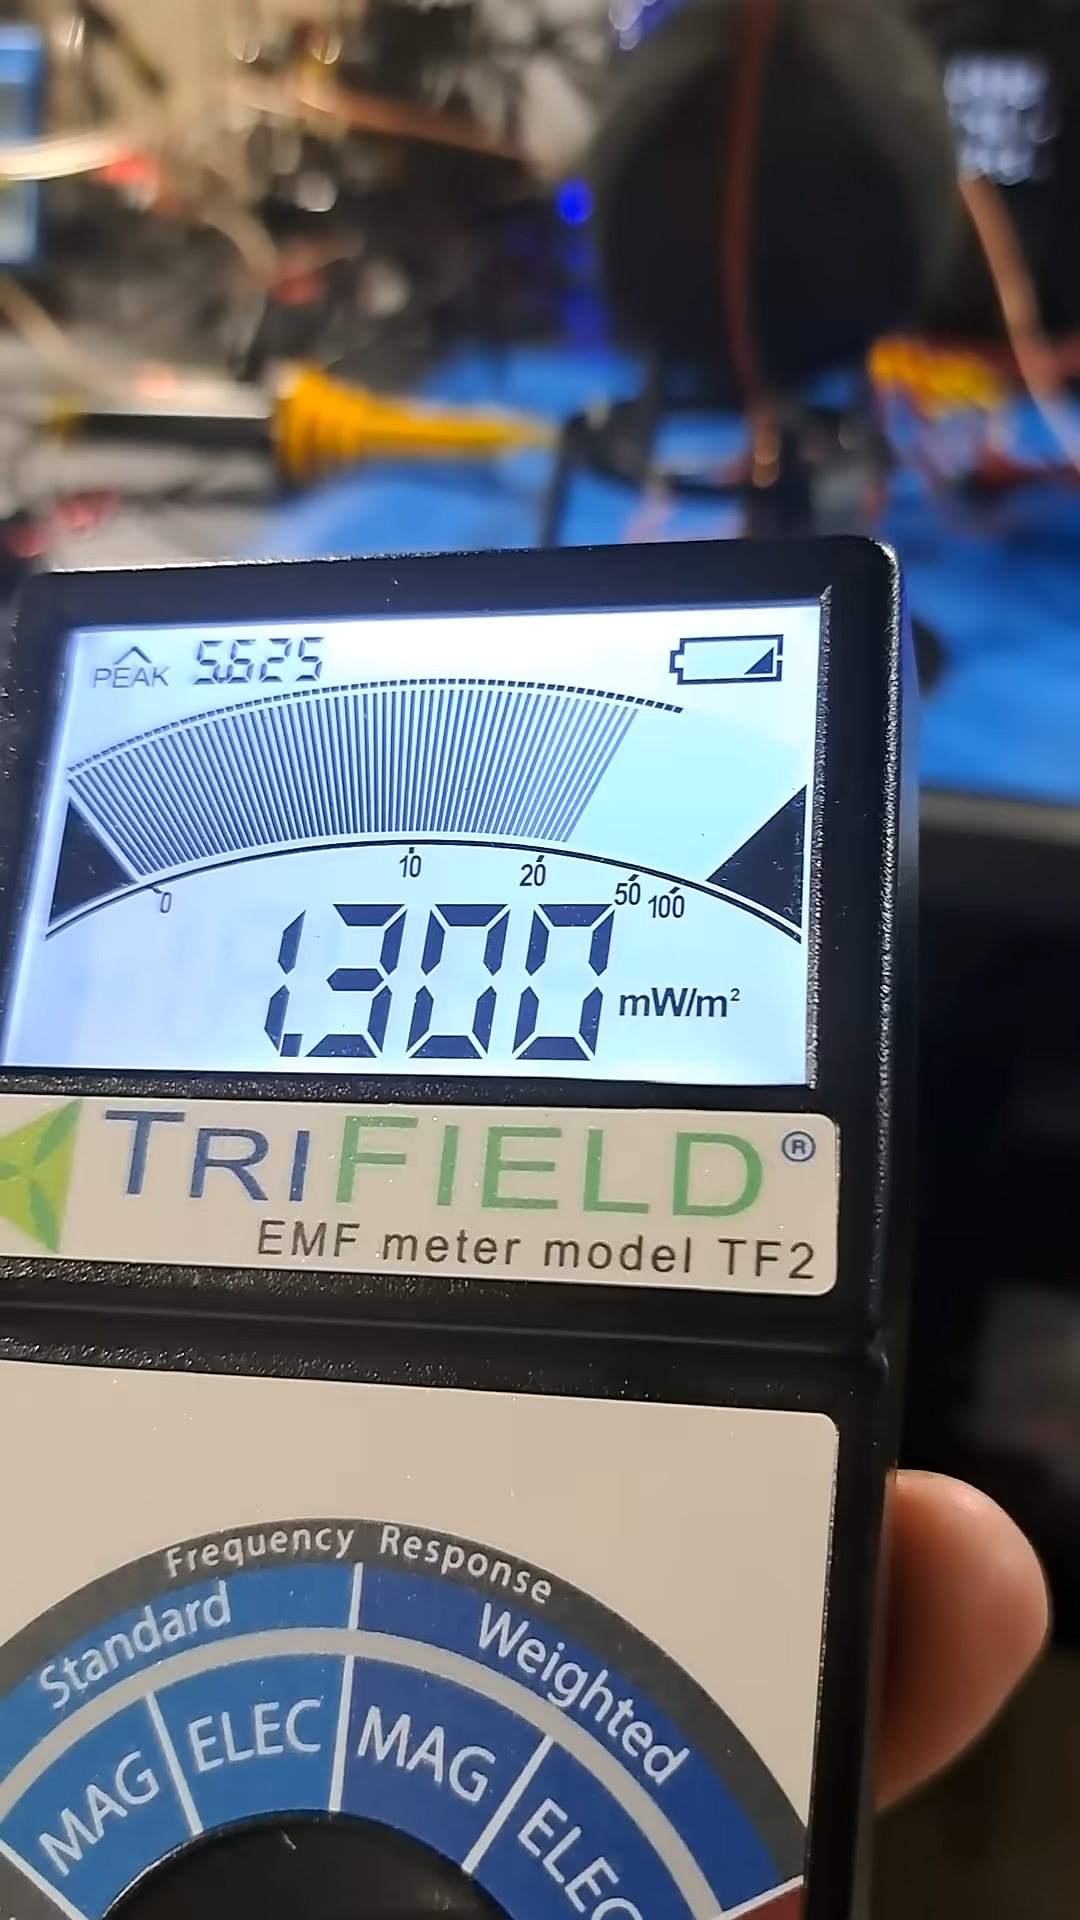 PEAK 5.625
0 10 20 50 100
1.300 mW/m²
TRIFIELD®
EMF meter model TF2
Frequency Response
Standard Weighted
MAG ELEC MAG ELEC